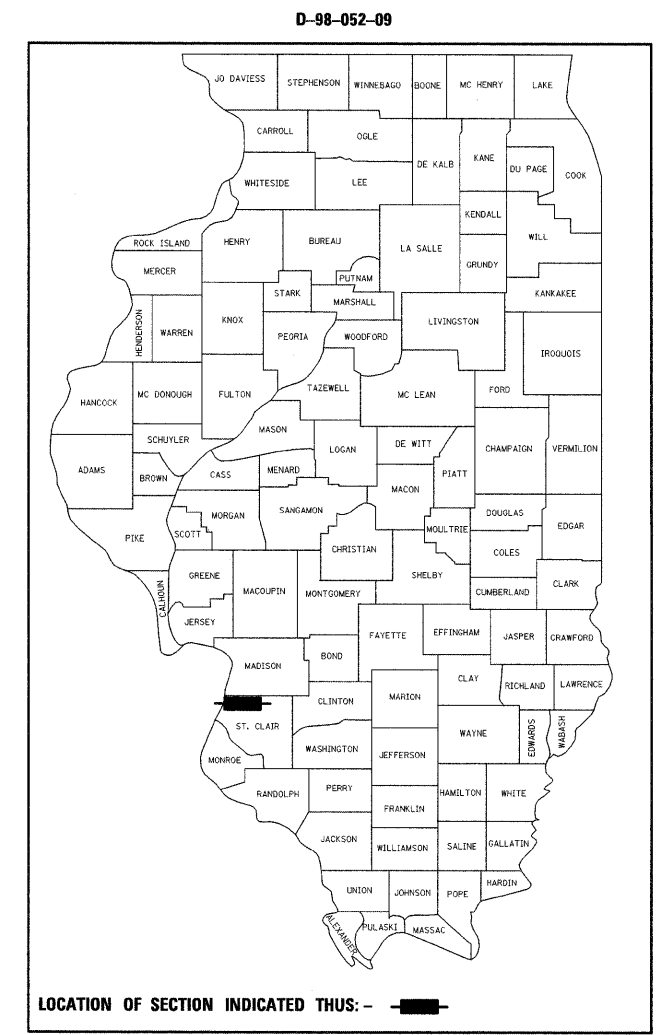 D-98-052-09
JO DAVIESS STEPHENSON WINNEBAGO BOONE MC HENRY LAKE
CARROLL OGLE
DE KALB KANE DU PAGE COOK
WHITESIDE LEE
KENDALL
ROCK ISLAND HENRY BUREAU LA SALLE WILL
GRUNDY
MERCER PUTNAM
STARK MARSHALL KANKAKEE
HENDERSON WARREN KNOX LIVINGSTON
PEORIA WOODFORD
IROQUOIS
HANCOCK MC DONOUGH FULTON TAZEWELL MC LEAN FORD
MASON
SCHUYLER LOGAN DE WITT CHAMPAIGN VERMILION
ADAMS BROWN CASS MENARD PIATT
MACON
MORGAN SANGAMON DOUGLAS
PIKE SCOTT MOULTRIE EDGAR
CHRISTIAN COLES
GREENE SHELBY
CALHOUN MACOUPIN MONTGOMERY CUMBERLAND CLARK
JERSEY
FAYETTE EFFINGHAM JASPER CRAWFORD
MADISON BOND
CLAY
CLINTON MARION RICHLAND LAWRENCE
ST. CLAIR WAYNE EDWARDS WABASH
WASHINGTON
MONROE JEFFERSON
RANDOLPH PERRY HAMILTON WHITE
FRANKLIN
JACKSON WILLIAMSON SALINE GALLATIN
UNION JOHNSON POPE HARDIN
ALEXANDER PULASKI MASSAC
LOCATION OF SECTION INDICATED THUS: -